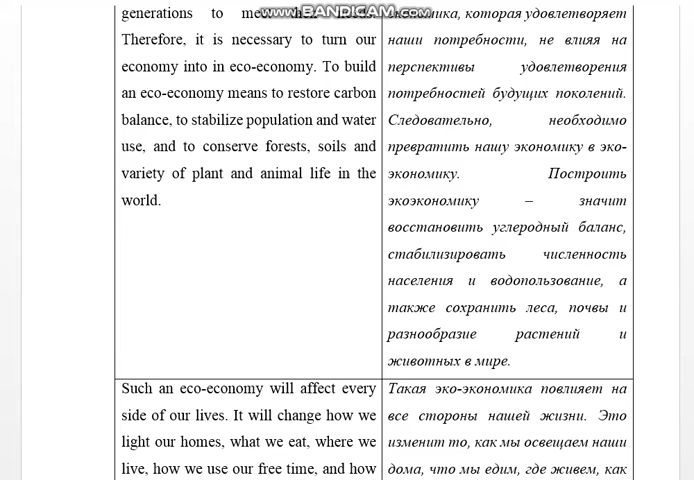 www.BANDICAM.com
generations to
Therefore, it is necessary to turn our
economy into in eco-economy. To build
an eco-economy means to restore carbon
balance, to stabilize population and water
use, and to conserve forests, soils and
variety of plant and animal life in the
world.
экономика, которая удовлетворяет
наши потребности, не влияя на
перспективы удовлетворения
потребностей будущих поколений.
Следовательно, необходимо
превратить нашу экономику в эко-
экономику. Построить
экоэкономику – значит
восстановить углеродный баланс,
стабилизировать численность
населения и водопользование, а
также сохранить леса, почвы и
разнообразие растений и
животных в мире.
Such an eco-economy will affect every
side of our lives. It will change how we
light our homes, what we eat, where we
live, how we use our free time, and how
Такая эко-экономика повлияет на
все стороны нашей жизни. Это
изменит то, как мы освещаем наши
дома, что мы едим, где живем, как